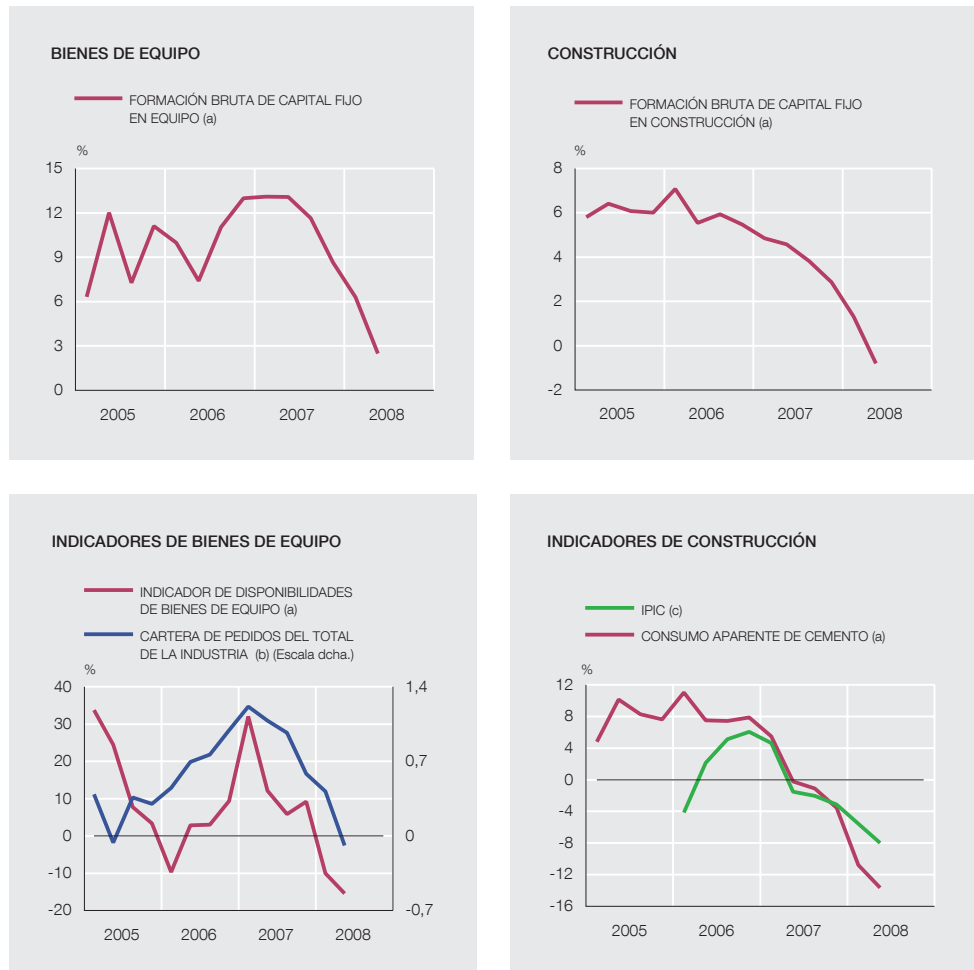 BIENES DE EQUIPO
FORMACIÓN BRUTA DE CAPITAL FIJO
EN EQUIPO (a)
%
15
12
9
6
3
0
2005 2006 2007 2008
CONSTRUCCIÓN
FORMACIÓN BRUTA DE CAPITAL FIJO
EN CONSTRUCCIÓN (a)
%
8
6
4
2
0
-2
2005 2006 2007 2008
INDICADORES DE BIENES DE EQUIPO
INDICADOR DE DISPONIBILIDADES
DE BIENES DE EQUIPO (a)
CARTERA DE PEDIDOS DEL TOTAL
DE LA INDUSTRIA (b) (Escala dcha.)
%
40 1,4
30
20 0,7
10
0 0
-10
-20 -0,7
2005 2006 2007 2008
INDICADORES DE CONSTRUCCIÓN
IPIC (c)
CONSUMO APARENTE DE CEMENTO (a)
%
12
8
4
0
-4
-8
-12
-16
2005 2006 2007 2008